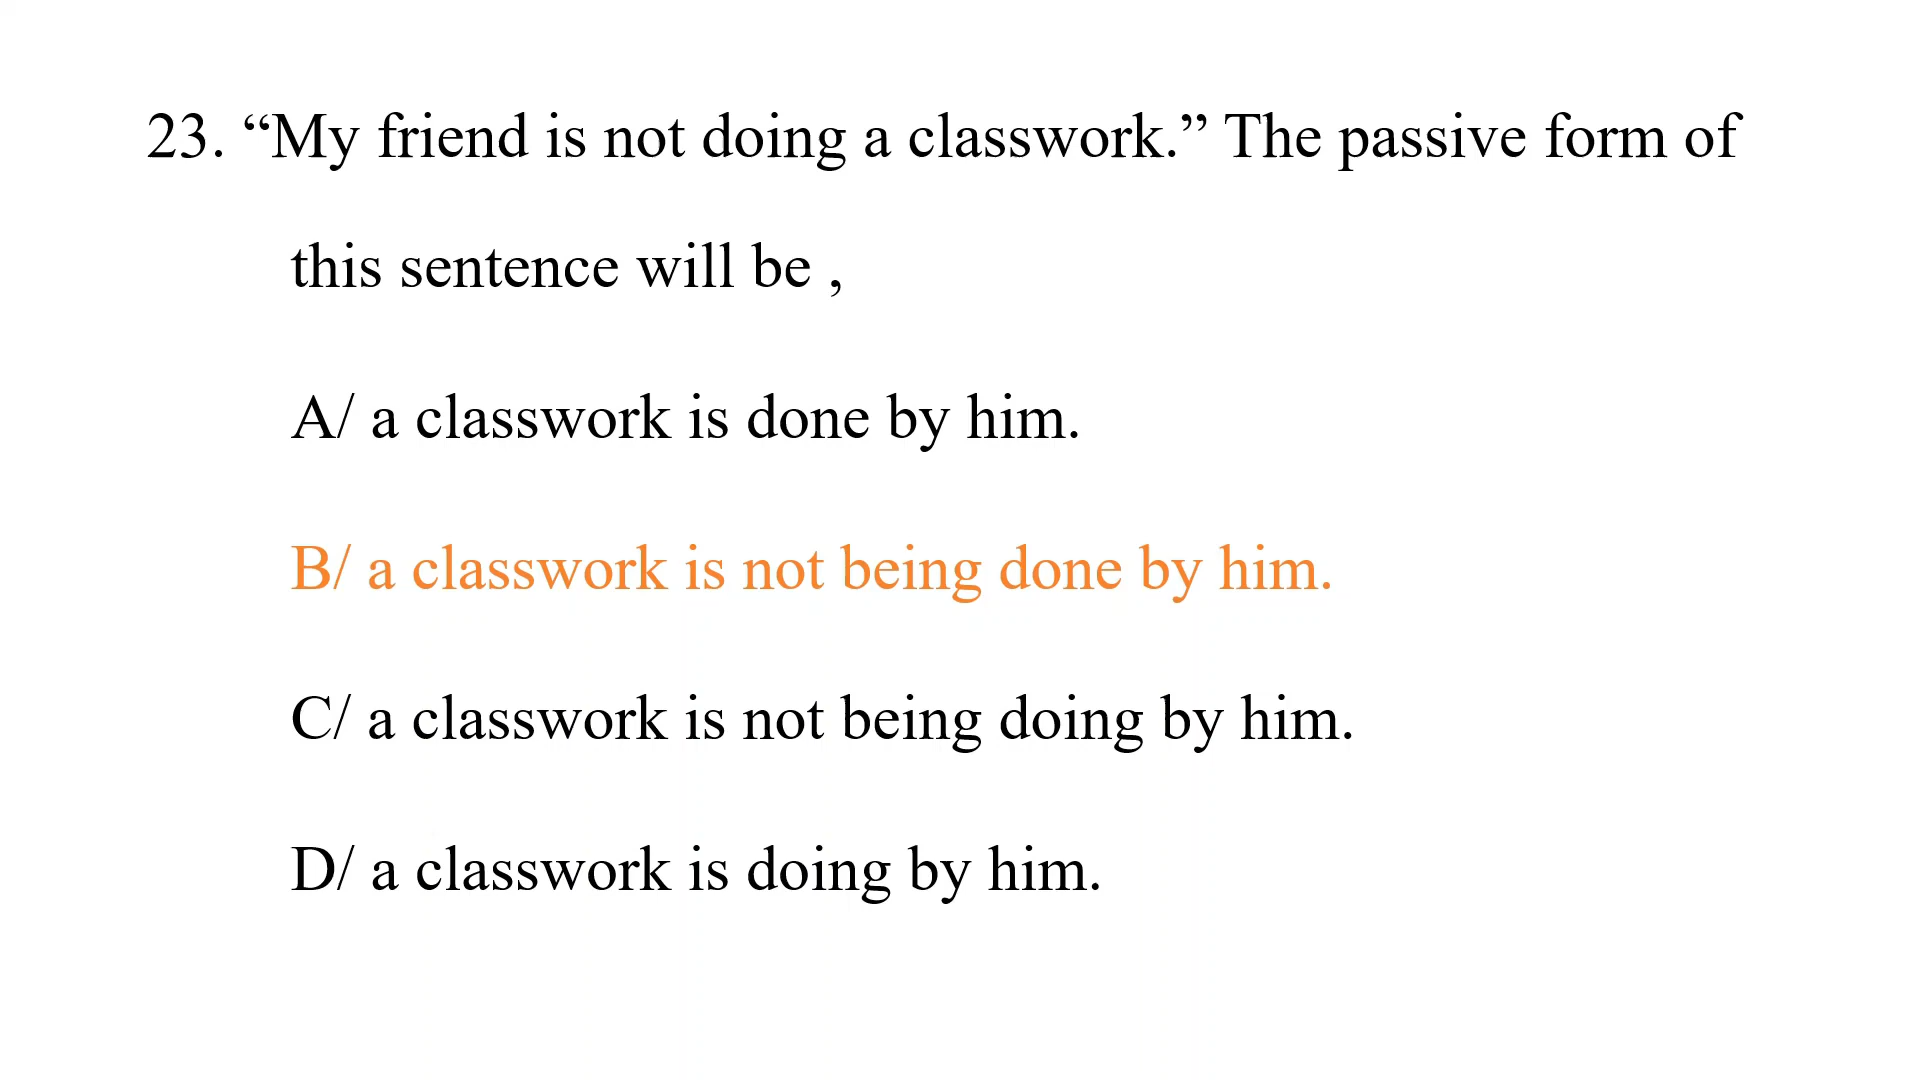 23. “My friend is not doing a classwork.” The passive form of
this sentence will be ,
A/ a classwork is done by him.
B/ a classwork is not being done by him.
C/ a classwork is not being doing by him.
D/ a classwork is doing by him.